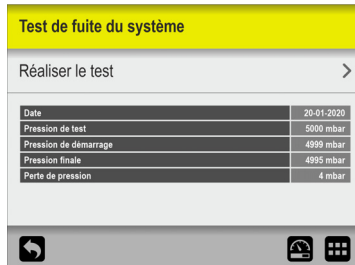 Test de fuite du système
Réaliser le test
Date 20-01-2020
Pression de test 5000 mbar
Pression de démarrage 4999 mbar
Pression finale 4995 mbar
Perte de pression 4 mbar